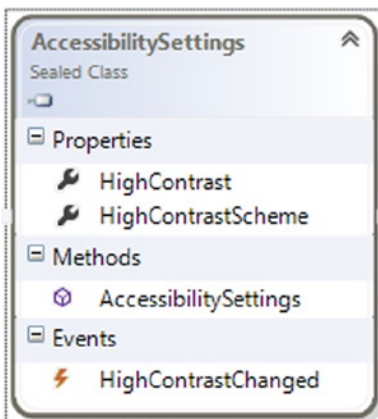 AccessibilitySettings
Sealed Class
Properties
HighContrast
HighContrastScheme
Methods
AccessibilitySettings
Events
HighContrastChanged